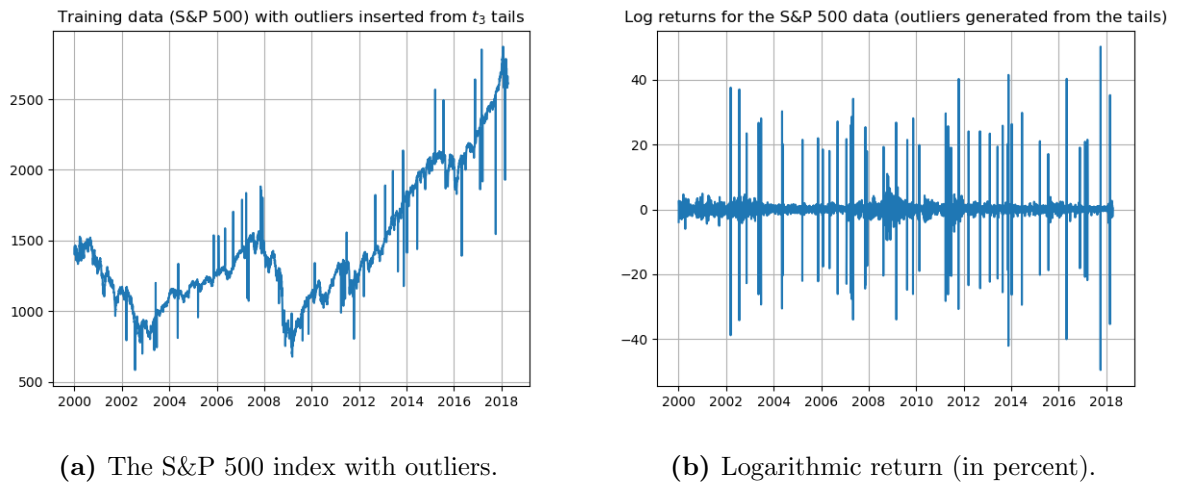 Training data (S&P 500) with outliers inserted from t₃ tails
2500
2000
1500
1000
500
2000 2002 2004 2006 2008 2010 2012 2014 2016 2018
(a) The S&P 500 index with outliers.
Log returns for the S&P 500 data (outliers generated from the tails)
40
20
0
−20
−40
2000 2002 2004 2006 2008 2010 2012 2014 2016 2018
(b) Logarithmic return (in percent).